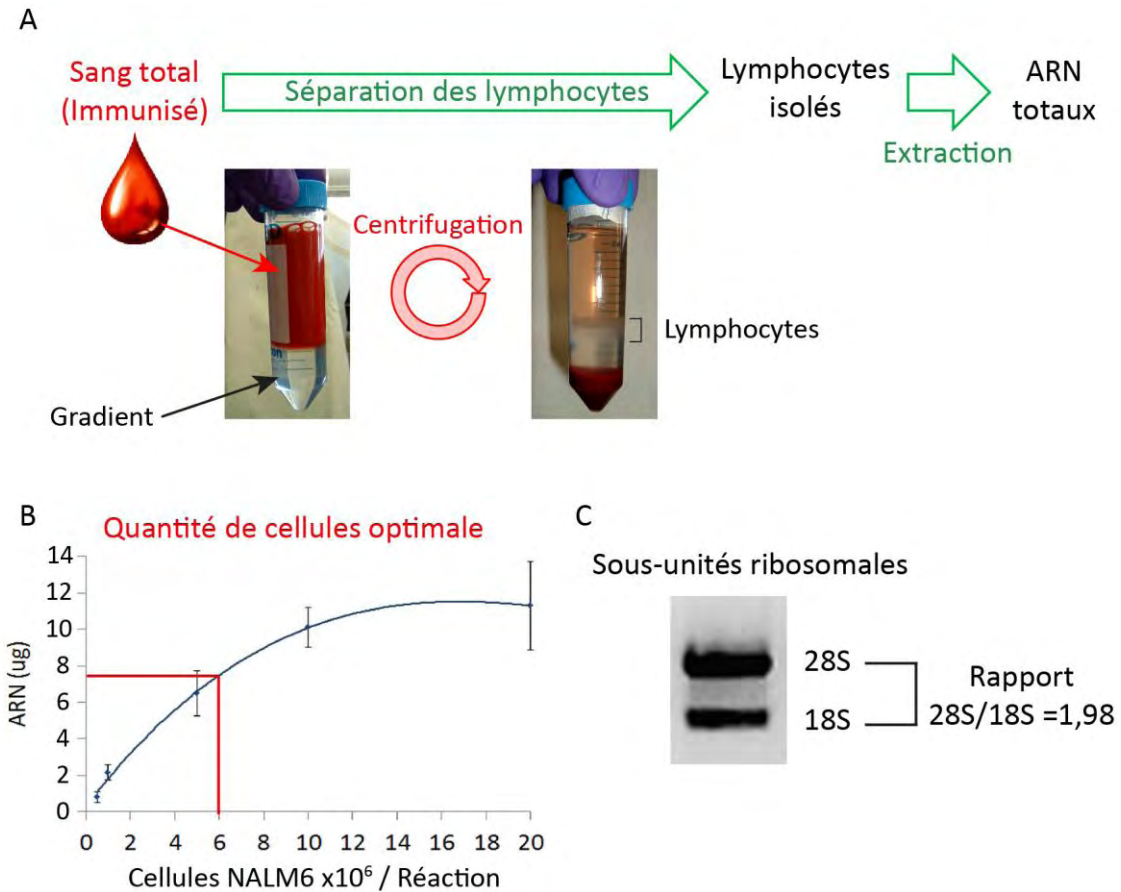 A
Sang total
(Immunisé)
Séparation des lymphocytes
Lymphocytes
isolés
Extraction
ARN
totaux
Centrifugation
Lymphocytes
Gradient
B
Quantité de cellules optimale
ARN (ug)
14
12
10
8
6
4
2
0
0 2 4 6 8 10 12 14 16 18 20
Cellules NALM6 x10⁶ / Réaction
C
Sous-unités ribosomales
28S
18S
Rapport
28S/18S =1,98